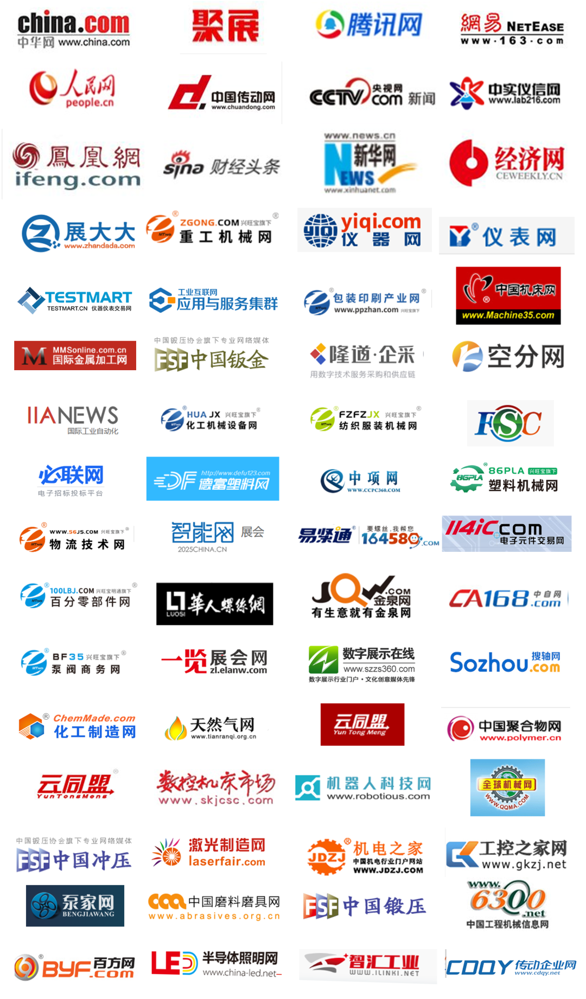 china.com
中华网 www.china.com
聚展
腾讯网
網易 NETEASE
www.163.com
人民网
people.cn
中国传动网
www.chuandong.com
CCTV.com 央视网 新闻
中实仪信网
www.lab216.com
鳳凰網
ifeng.com
sina 财经头条
www.news.cn
新华网
NEWS
www.xinhuanet.com
经济网
CEWEEKLY.CN
展大大
www.zhandada.com
ZGONG.COM 兴旺宝旗下
重工机械网
yiqi.com
YIQI 仪器网
仪表网
TESTMART
TESTMART.CN 仪器仪表交易网
工业互联网
应用与服务集群
包装印刷产业网
www.ppzhan.com 兴旺宝旗下
中国机床网
www.Machine35.com
MMSonline.com.cn
M 国际金属加工网
中国锻压协会旗下专业网络媒体
FSF 中国钣金
隆道·企采
用数字技术服务采购和供应链
空分网
IIANEWS
国际工业自动化
HUA JX 兴旺宝旗下
化工机械设备网
FZFZJX 兴旺宝旗下
纺织服装机械网
FSC
必联网
电子招标投标平台
http://www.defu123.com
DF 德富塑料网
中项网
WWW.CCPC360.COM
86PLA 兴旺宝旗下
86PLA 塑料机械网
WWW.56JS.COM 兴旺宝旗下
物流技术网
智能网 展会
2025CHINA.CN
易紧通 要螺丝,我帮您
164580.COM
114ic.com
电子元件交易网
100LBJ.COM 兴旺宝明通旗下
百分零部件网
LUOSI 華人螺丝網
JQW.COM
金泉网
有生意就有金泉网
CA168.com 中自网
BF35 兴旺宝旗下
泵阀商务网
一览展会网
zl.elanw.com
数字展示在线
www.szzs360.com
数字展示行业门户·文化创意媒体先锋
Sozhou.com 搜轴网
ChemMade.com
化工制造网
天然气网
www.tianranqi.org.cn
云同盟
Yun Tong Meng
中国聚合物网
www.polymer.cn
云同盟
YunTongMeng
数控机床市场
www.skjcsc.com
机器人科技网
www.robotious.com
全球机械网
WWW.QQMA.COM
中国锻压协会旗下专业网络媒体
FSF 中国冲压
激光制造网
laserfair.com
JDZJ 机电之家
中国机电行业门户网站
WWW.JDZJ.COM
工控之家网
www.gkzj.net
泵家网
BENGJIAWANG
中国磨料磨具网
www.abrasives.org.cn
FSF 中国锻压
www.
6300
.net
中国工程机械信息网
BYF.com 百方网
LED 半导体照明网
www.china-led.net
智汇工业
WWW.ILINKI.NET
CDQY 传动企业网
www.cdqy.net